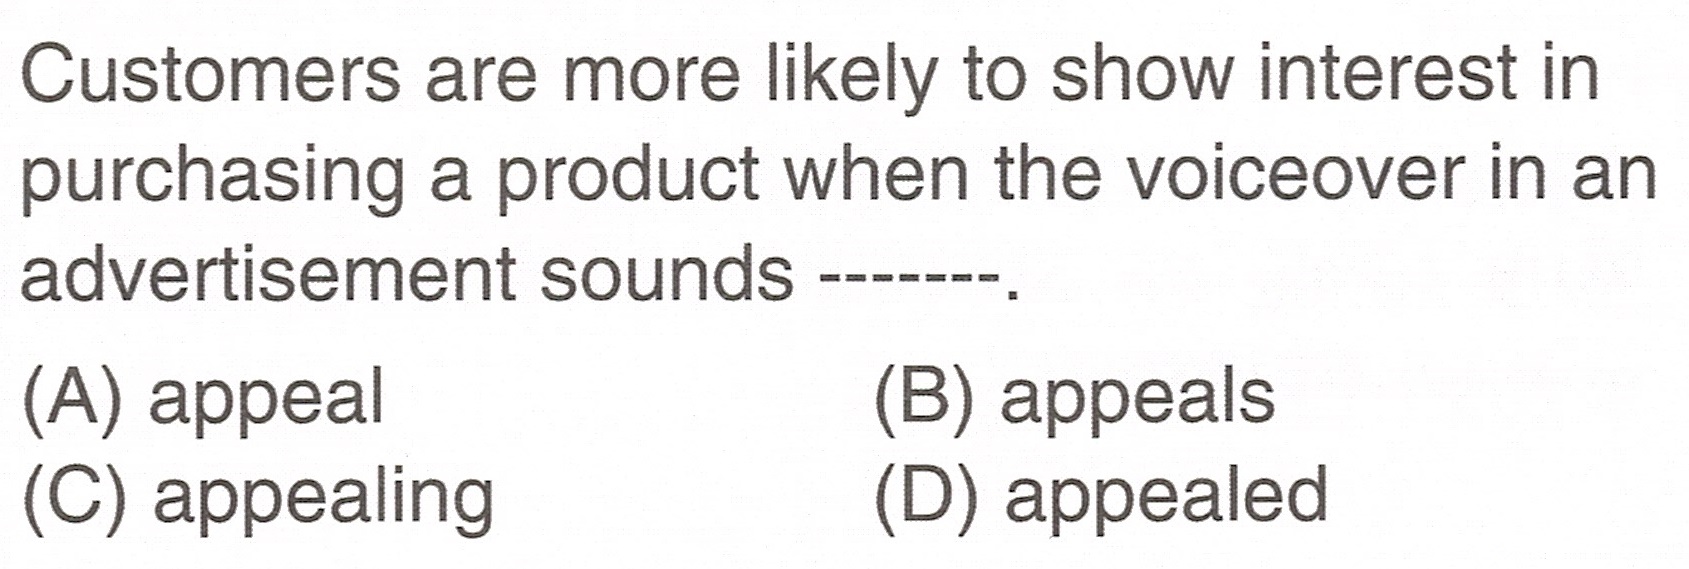 Customers are more likely to show interest in
purchasing a product when the voiceover in an
advertisement sounds -------.
(A) appeal (B) appeals
(C) appealing (D) appealed